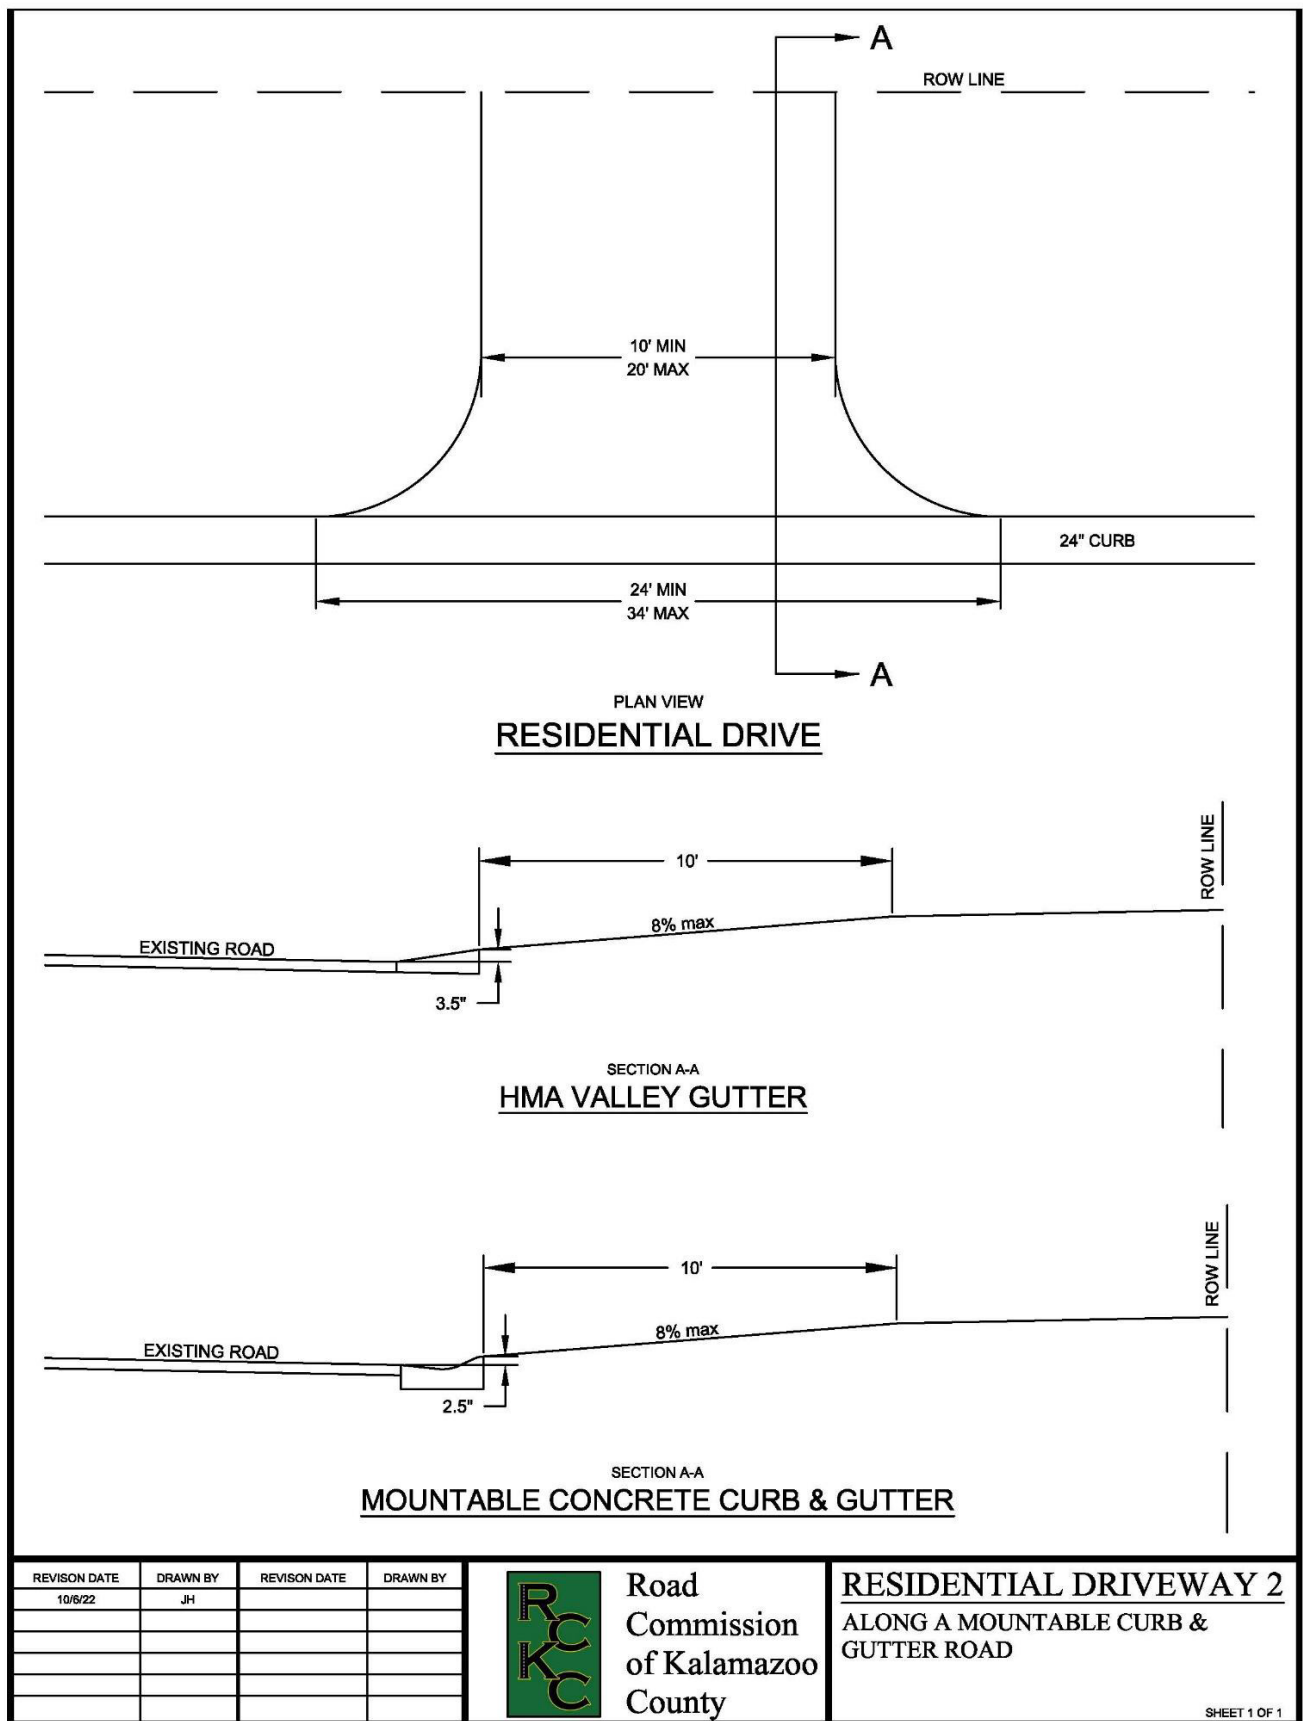 A
ROW LINE
10' MIN
20' MAX
24" CURB
24' MIN
34' MAX
A
PLAN VIEW
RESIDENTIAL DRIVE
ROW LINE
10'
8% max
EXISTING ROAD
3.5"
SECTION A-A
HMA VALLEY GUTTER
ROW LINE
10'
8% max
EXISTING ROAD
2.5"
SECTION A-A
MOUNTABLE CONCRETE CURB & GUTTER
REVISON DATE DRAWN BY REVISON DATE DRAWN BY
10/6/22 JH
RCKC
Road
Commission
of Kalamazoo
County
RESIDENTIAL DRIVEWAY 2
ALONG A MOUNTABLE CURB &
GUTTER ROAD
SHEET 1 OF 1